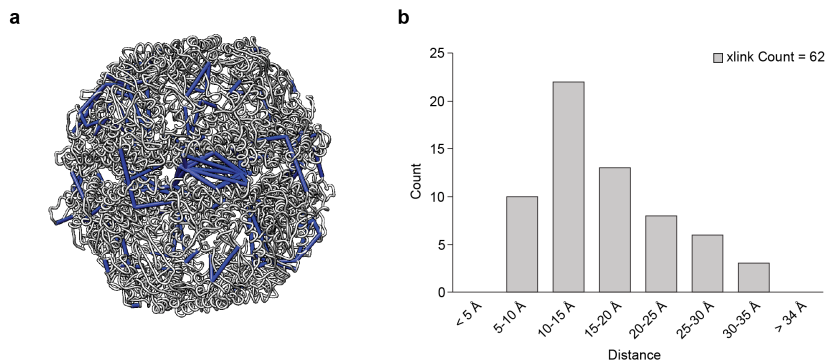 a
b
25
20
15
10
5
0
Count
xlink Count = 62
< 5 Å
5-10 Å
10-15 Å
15-20 Å
20-25 Å
25-30 Å
30-35 Å
> 34 Å
Distance